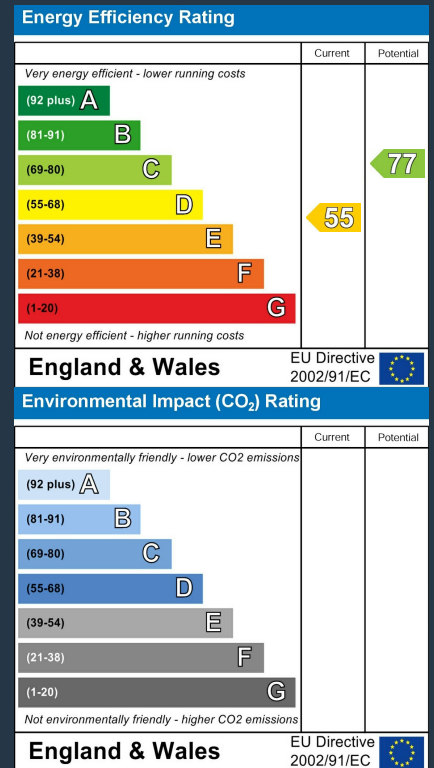 Energy Efficiency Rating
Current Potential
Very energy efficient - lower running costs
(92 plus) A
(81-91) B
(69-80) C
77
(55-68) D
55
(39-54) E
(21-38) F
(1-20) G
Not energy efficient - higher running costs
England & Wales
EU Directive
2002/91/EC
Environmental Impact (CO₂) Rating
Current Potential
Very environmentally friendly - lower CO2 emissions
(92 plus) A
(81-91) B
(69-80) C
(55-68) D
(39-54) E
(21-38) F
(1-20) G
Not environmentally friendly - higher CO2 emissions
England & Wales
EU Directive
2002/91/EC